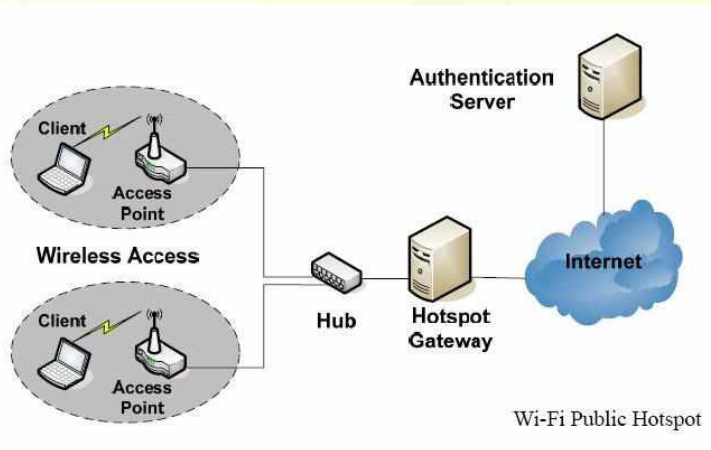 Authentication
Server
Client
Access
Point
Wireless Access
Internet
Client
Hub
Hotspot
Gateway
Access
Point
Wi-Fi Public Hotspot